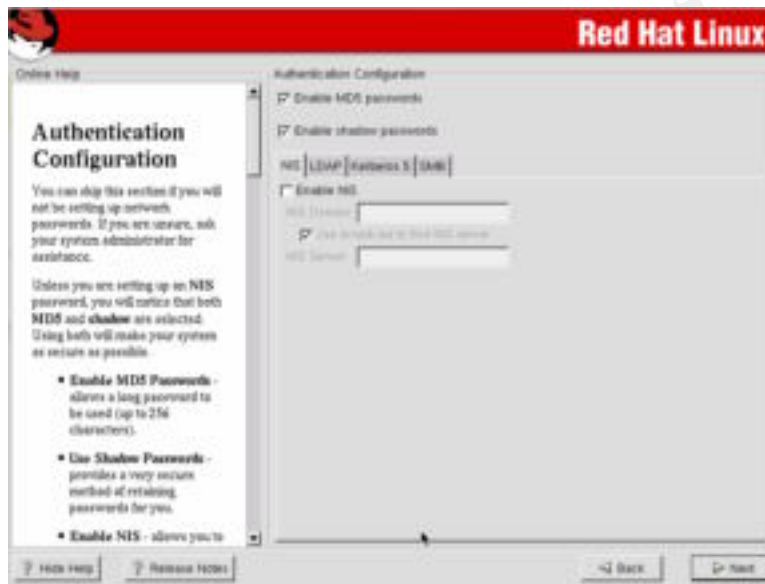 Red Hat Linux
Online Help
Authentication
Configuration
You can skip this section if you will
not be setting up network
passwords. If you are unsure, ask
your system administrator for
assistance.
Unless you are setting up an NIS
password, you will notice that both
MD5 and shadow are selected.
Using both will make your system
as secure as possible.
• Enable MD5 Passwords -
allows a long password to
be used (up to 256
characters).
• Use Shadow Passwords -
provides a very secure
method of retaining
passwords for you.
• Enable NIS - allows you to
Authentication Configuration
Enable MD5 passwords
Enable shadow passwords
NIS LDAP Kerberos 5 SMB
Enable NIS
NIS Domain:
Use broadcast to find NIS server
NIS Server:
Hide Help Release Notes
Back Next